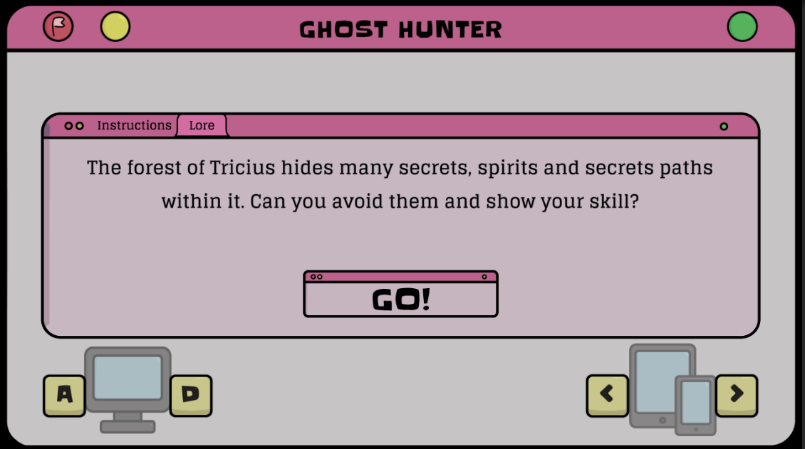 GHOST HUNTER
Instructions Lore
The forest of Tricius hides many secrets, spirits and secrets paths
within it. Can you avoid them and show your skill?
GO!
A D < >